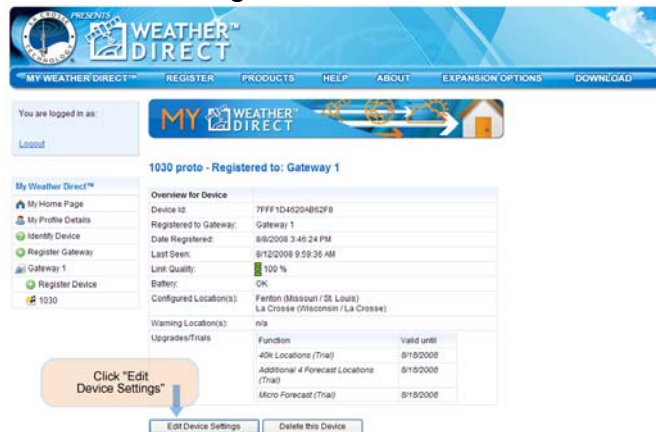 PRESENTS
LA CROSSE TECHNOLOGY
WEATHER™
DIRECT
MY WEATHER DIRECT™ REGISTER PRODUCTS HELP ABOUT EXPANSION OPTIONS DOWNLOAD
You are logged in as:
Logout
MY WEATHER™
DIRECT
1030 proto - Registered to: Gateway 1
My Weather Direct™
My Home Page
My Profile Details
Identify Device
Register Gateway
Gateway 1
Register Device
1030
Overview for Device
Device Id: 7FFF1D4620AB62F8
Registered to Gateway: Gateway 1
Date Registered: 8/8/2008 3:46:24 PM
Last Seen: 8/12/2008 9:59:36 AM
Link Quality: 100 %
Battery: OK
Configured Location(s): Fenton (Missouri / St. Louis)
La Crosse (Wisconsin / La Crosse)
Warning Location(s): n/a
Upgrades/Trials
Function Valid until
40k Locations (Trial) 8/18/2008
Additional 4 Forecast Locations
(Trial) 8/18/2008
Micro Forecast (Trial) 8/18/2008
Click "Edit
Device Settings"
Edit Device Settings Delete this Device